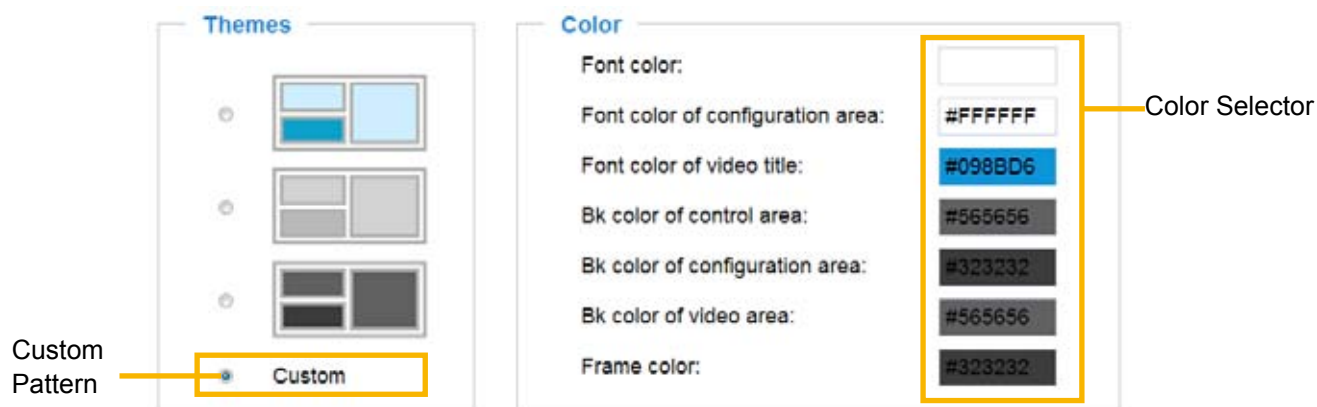 Themes
Custom
Custom
Pattern
Color
Font color:
Font color of configuration area: #FFFFFF
Font color of video title: #098BD6
Bk color of control area: #565656
Bk color of configuration area: #323232
Bk color of video area: #565656
Frame color: #323232
Color Selector